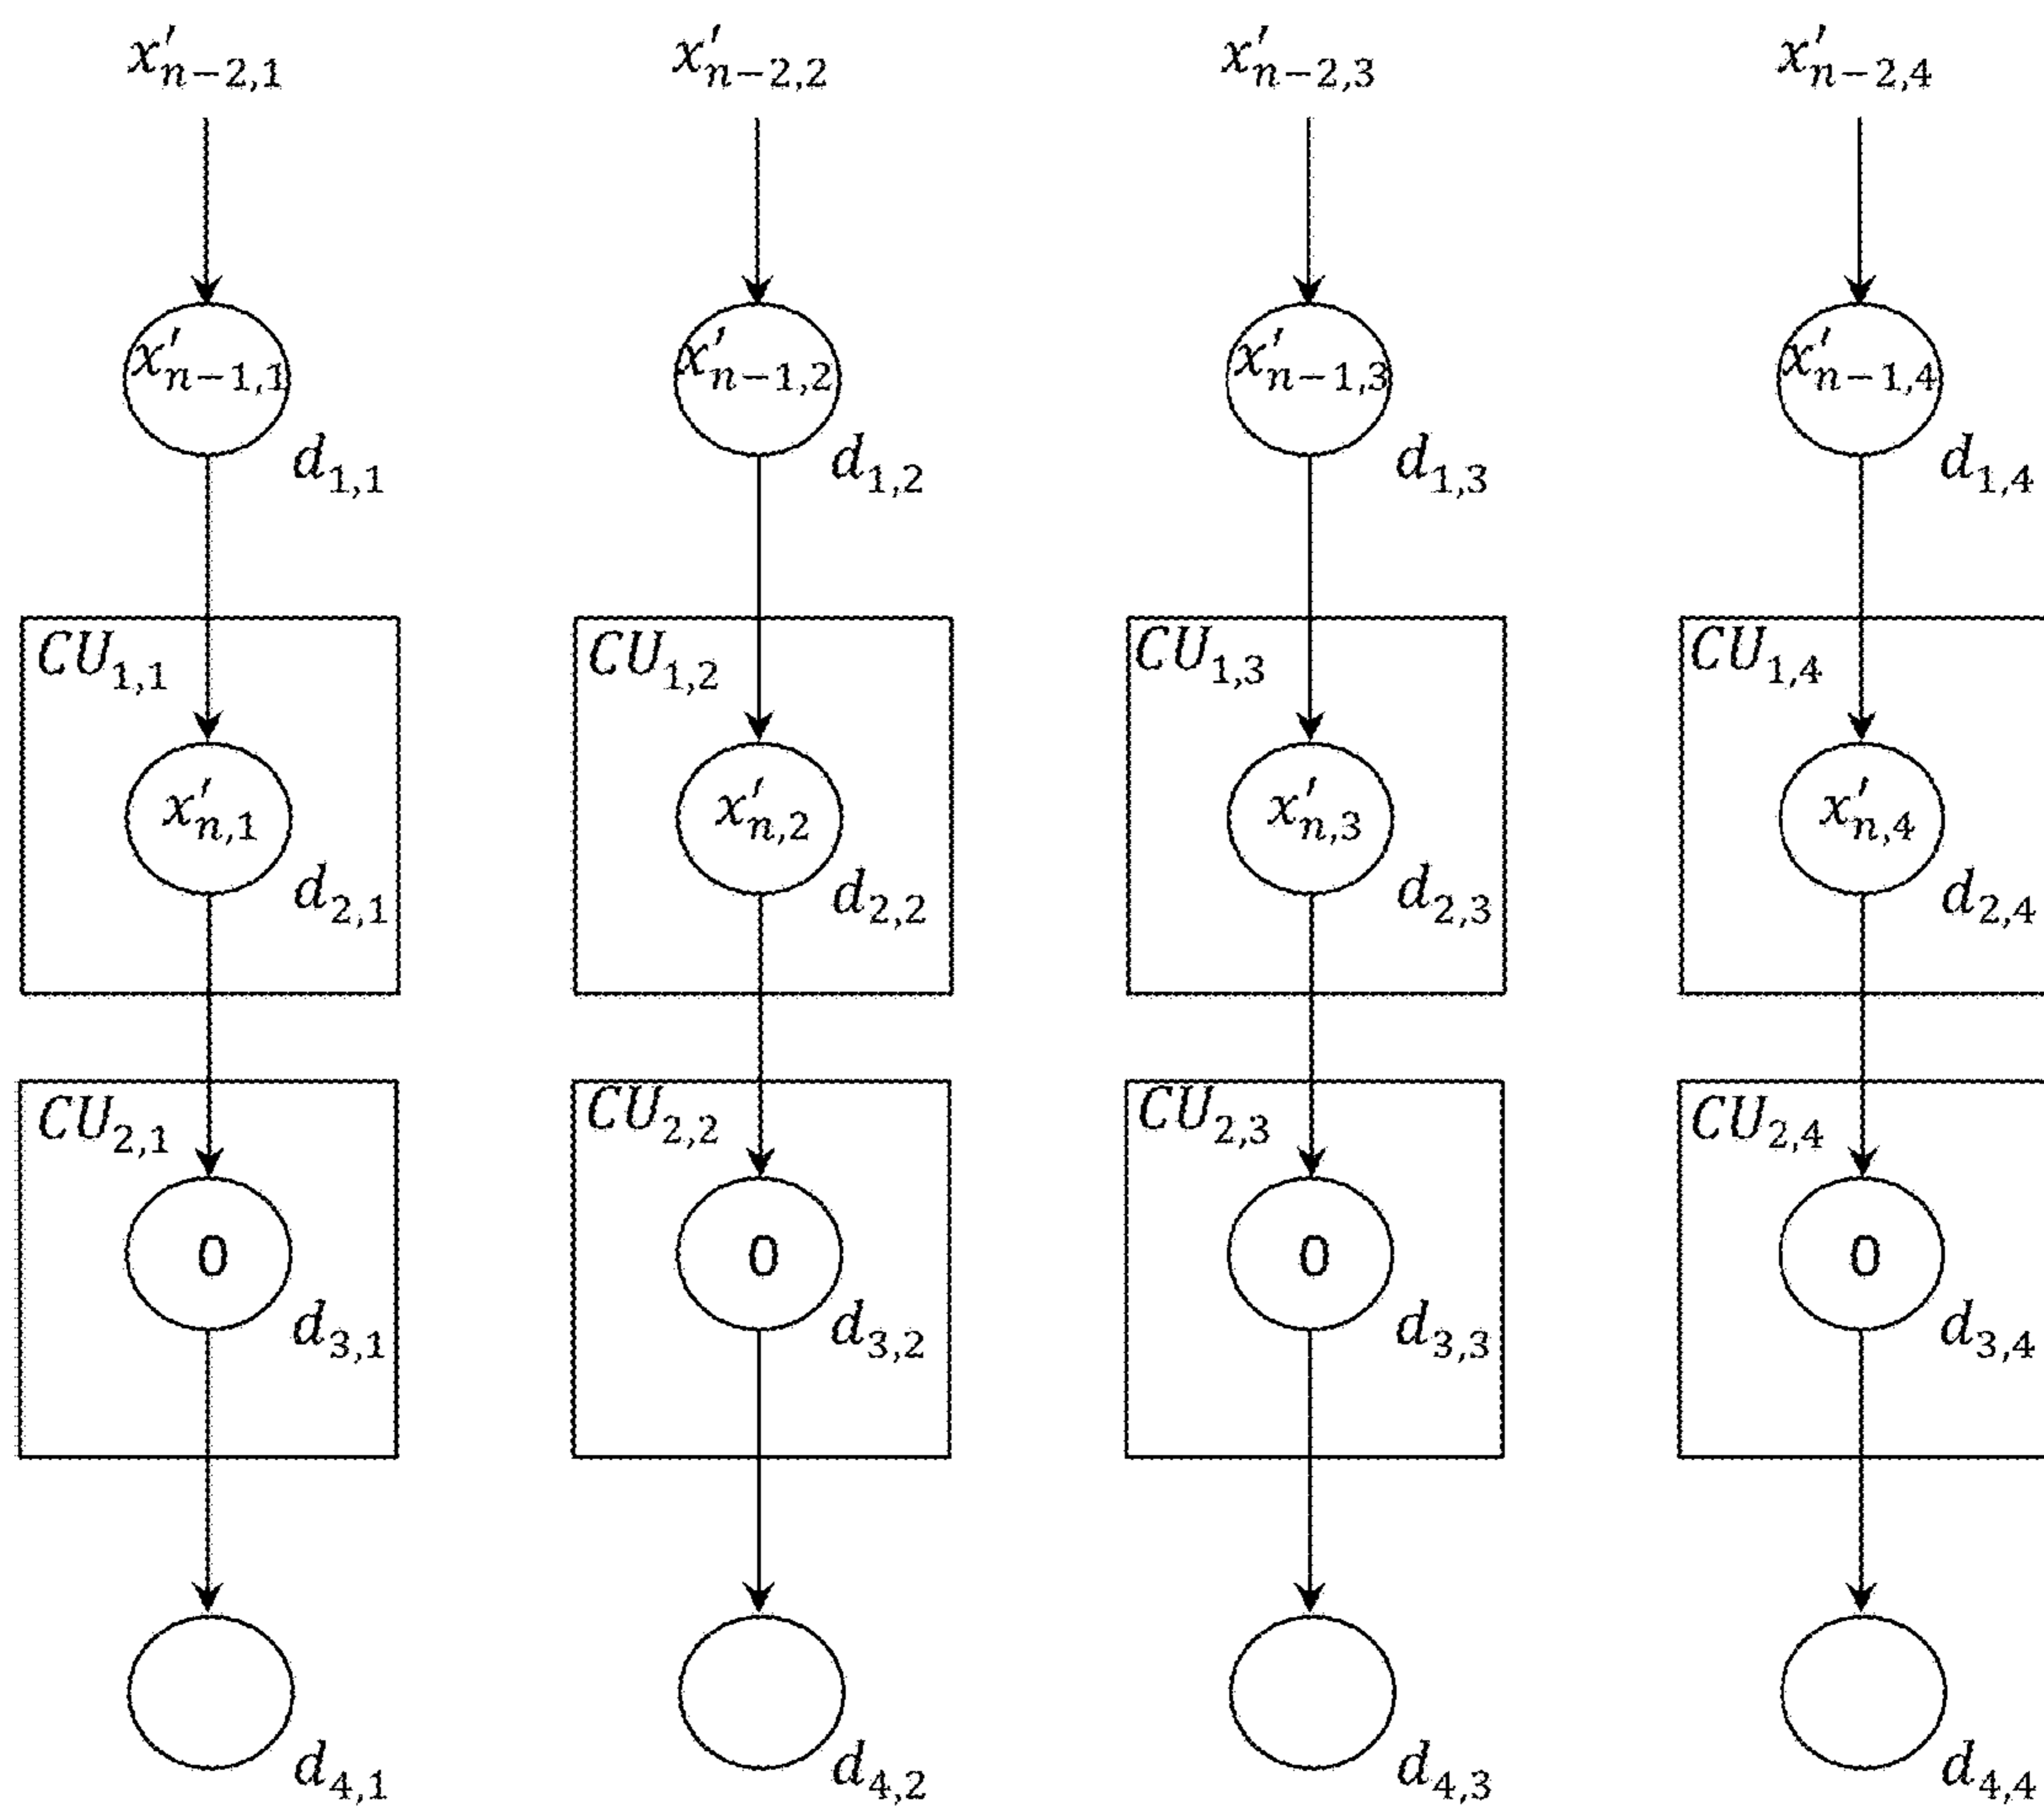 x′ₙ₋₂,₁ x′ₙ₋₂,₂ x′ₙ₋₂,₃ x′ₙ₋₂,₄
x′ₙ₋₁,₁ x′ₙ₋₁,₂ x′ₙ₋₁,₃ x′ₙ₋₁,₄
d₁,₁ d₁,₂ d₁,₃ d₁,₄
CU₁,₁ CU₁,₂ CU₁,₃ CU₁,₄
x′ₙ,₁ x′ₙ,₂ x′ₙ,₃ x′ₙ,₄
d₂,₁ d₂,₂ d₂,₃ d₂,₄
CU₂,₁ CU₂,₂ CU₂,₃ CU₂,₄
0 0 0 0
d₃,₁ d₃,₂ d₃,₃ d₃,₄
d₄,₁ d₄,₂ d₄,₃ d₄,₄